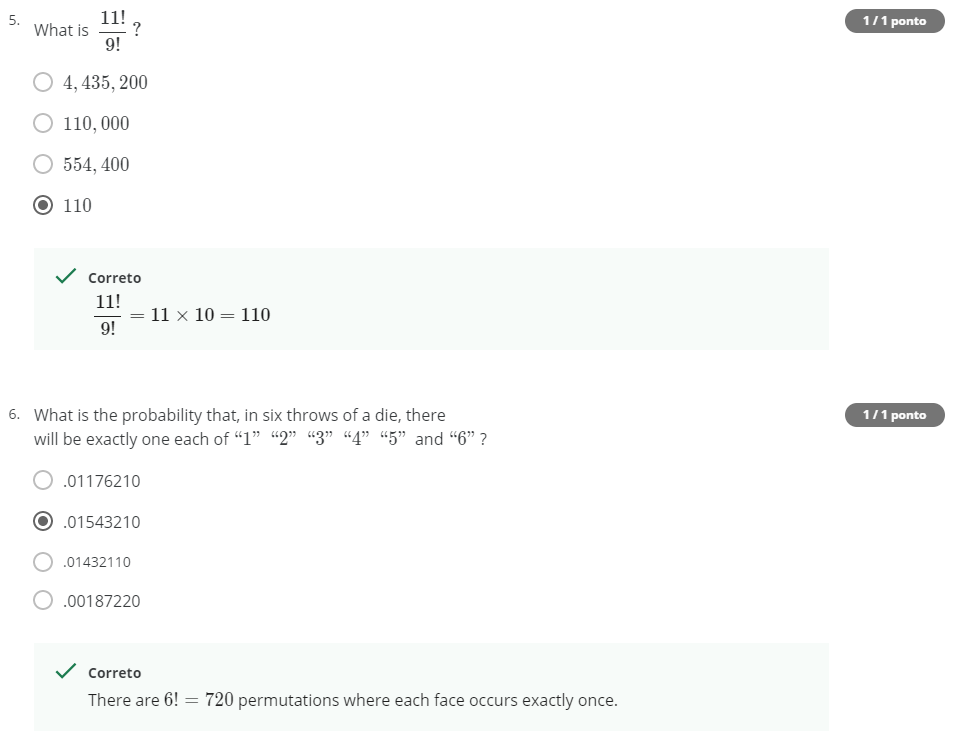 5. What is 11!/9! ?
1 / 1 ponto
4, 435, 200
110, 000
554, 400
110
Correto
11!/9! = 11 × 10 = 110
6. What is the probability that, in six throws of a die, there
1 / 1 ponto
will be exactly one each of “1” “2” “3” “4” “5” and “6” ?
.01176210
.01543210
.01432110
.00187220
Correto
There are 6! = 720 permutations where each face occurs exactly once.